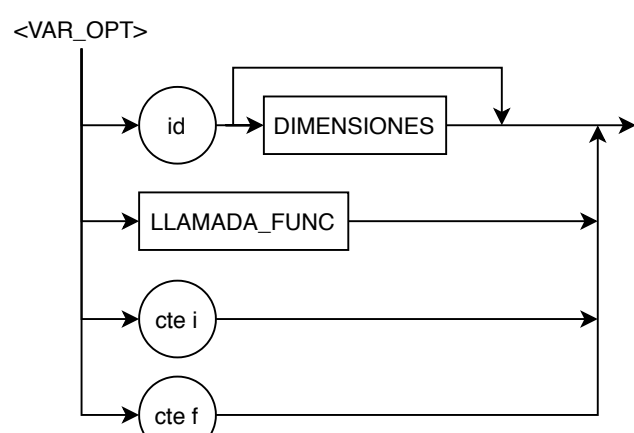 <VAR_OPT>
id
DIMENSIONES
LLAMADA_FUNC
cte i
cte f